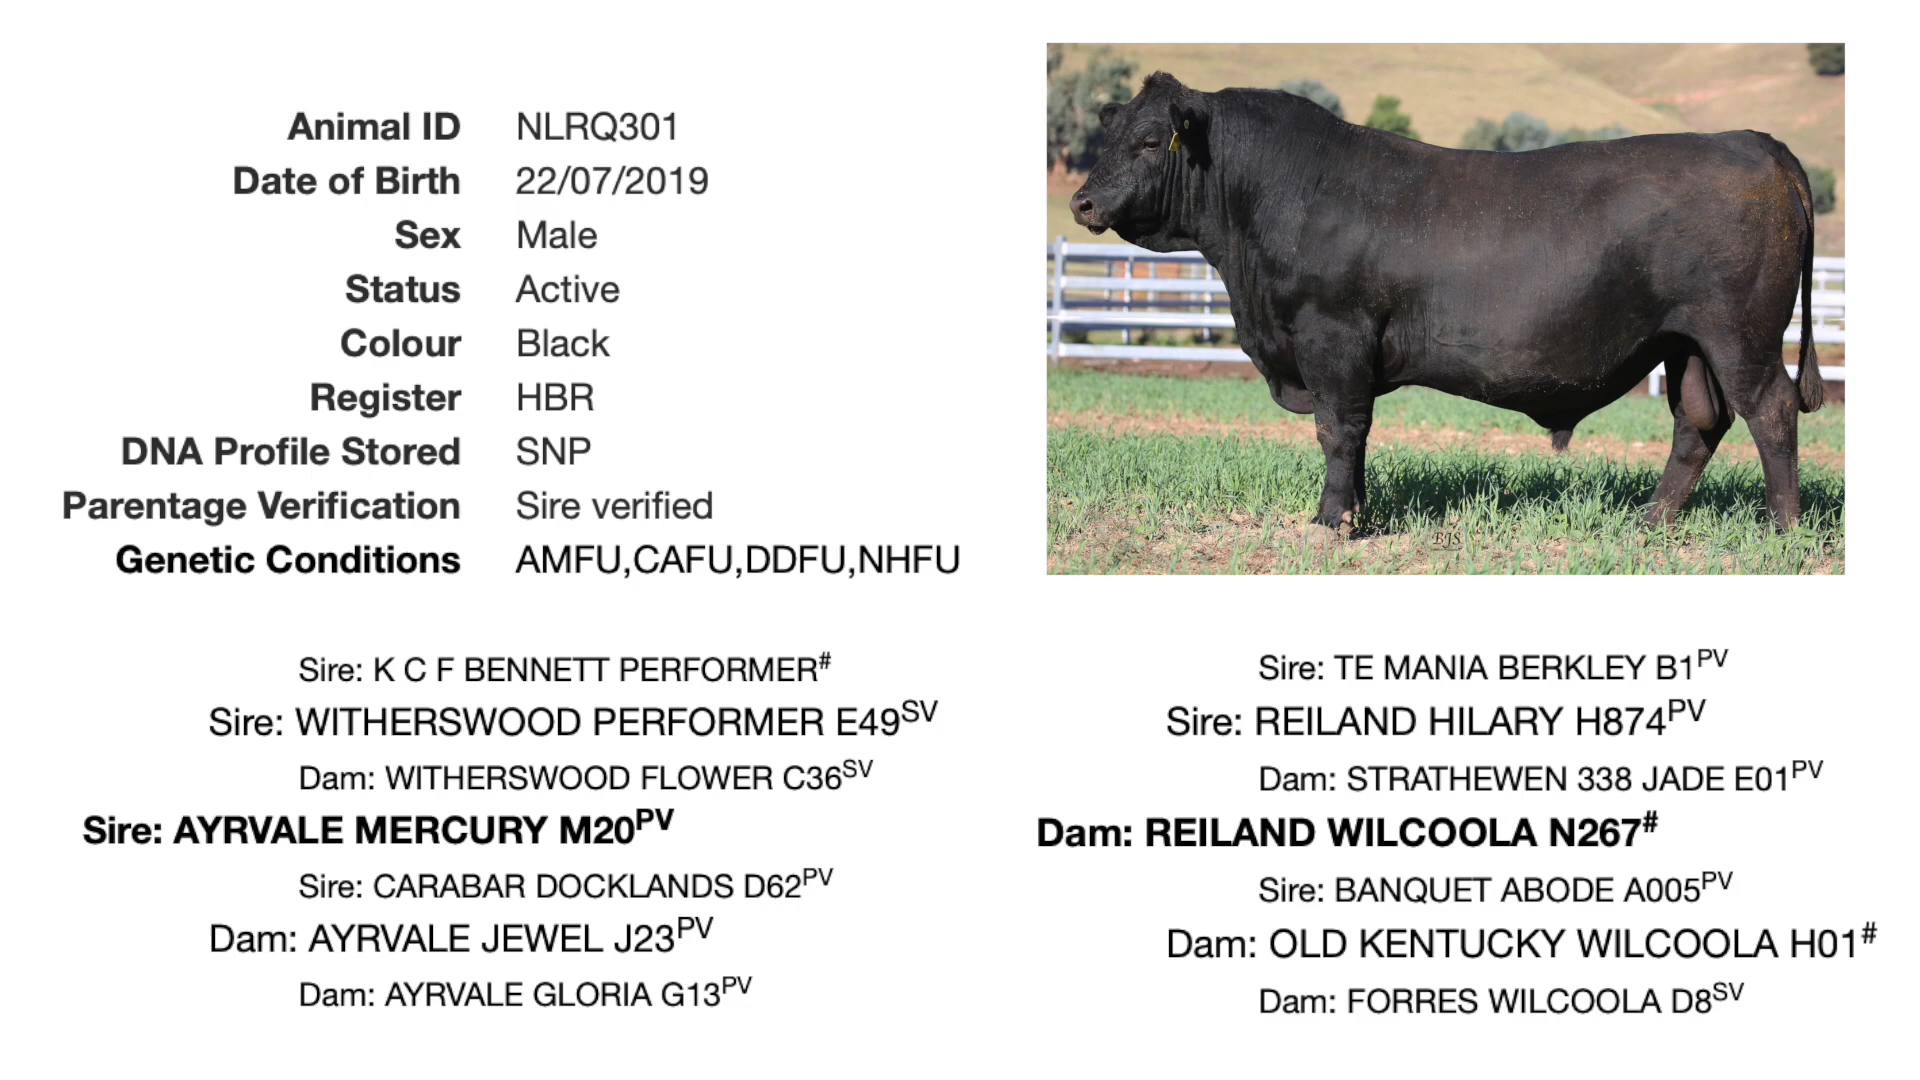 Animal ID NLRQ301
Date of Birth 22/07/2019
Sex Male
Status Active
Colour Black
Register HBR
DNA Profile Stored SNP
Parentage Verification Sire verified
Genetic Conditions AMFU,CAFU,DDFU,NHFU
BJS
Sire: K C F BENNETT PERFORMER#
Sire: WITHERSWOOD PERFORMER E49SV
Dam: WITHERSWOOD FLOWER C36SV
Sire: AYRVALE MERCURY M20PV
Sire: CARABAR DOCKLANDS D62PV
Dam: AYRVALE JEWEL J23PV
Dam: AYRVALE GLORIA G13PV
Sire: TE MANIA BERKLEY B1PV
Sire: REILAND HILARY H874PV
Dam: STRATHEWEN 338 JADE E01PV
Dam: REILAND WILCOOLA N267#
Sire: BANQUET ABODE A005PV
Dam: OLD KENTUCKY WILCOOLA H01#
Dam: FORRES WILCOOLA D8SV